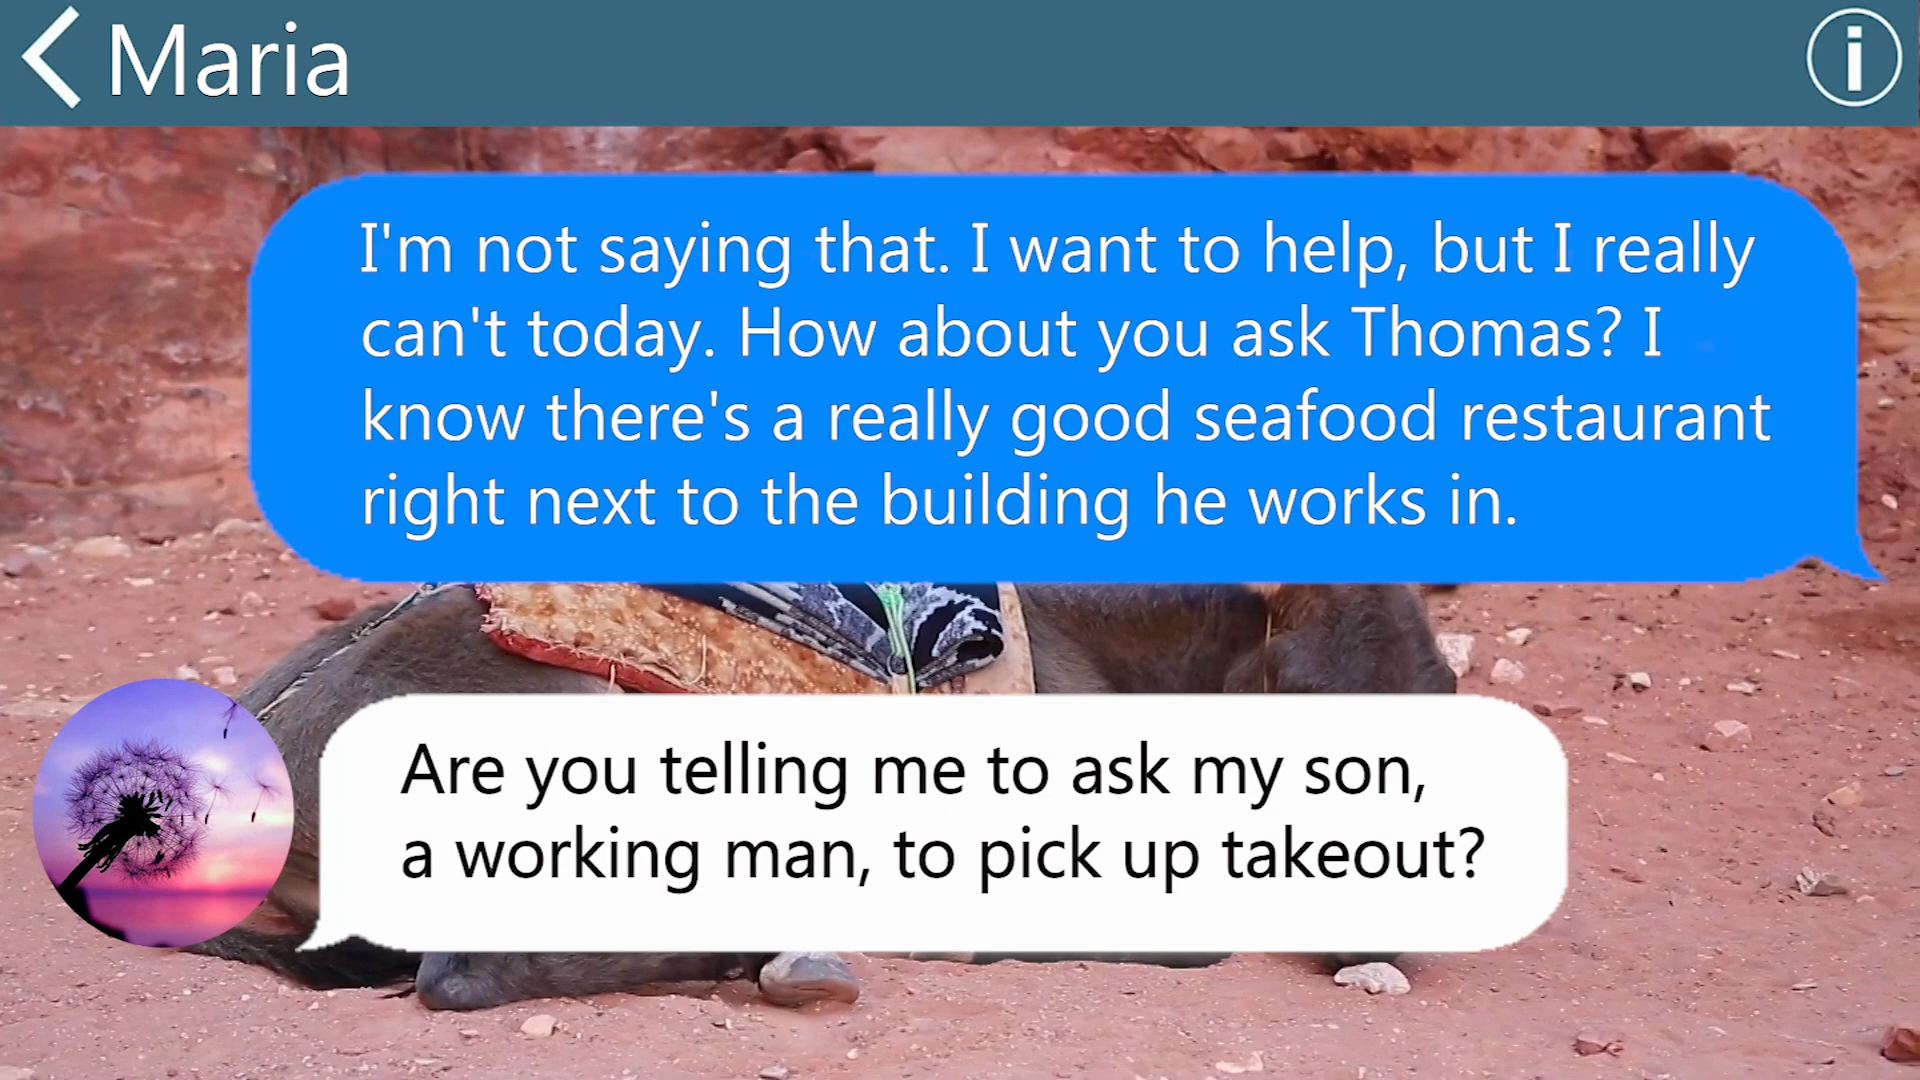 Maria
I'm not saying that. I want to help, but I really
can't today. How about you ask Thomas? I
know there's a really good seafood restaurant
right next to the building he works in.
Are you telling me to ask my son,
a working man, to pick up takeout?